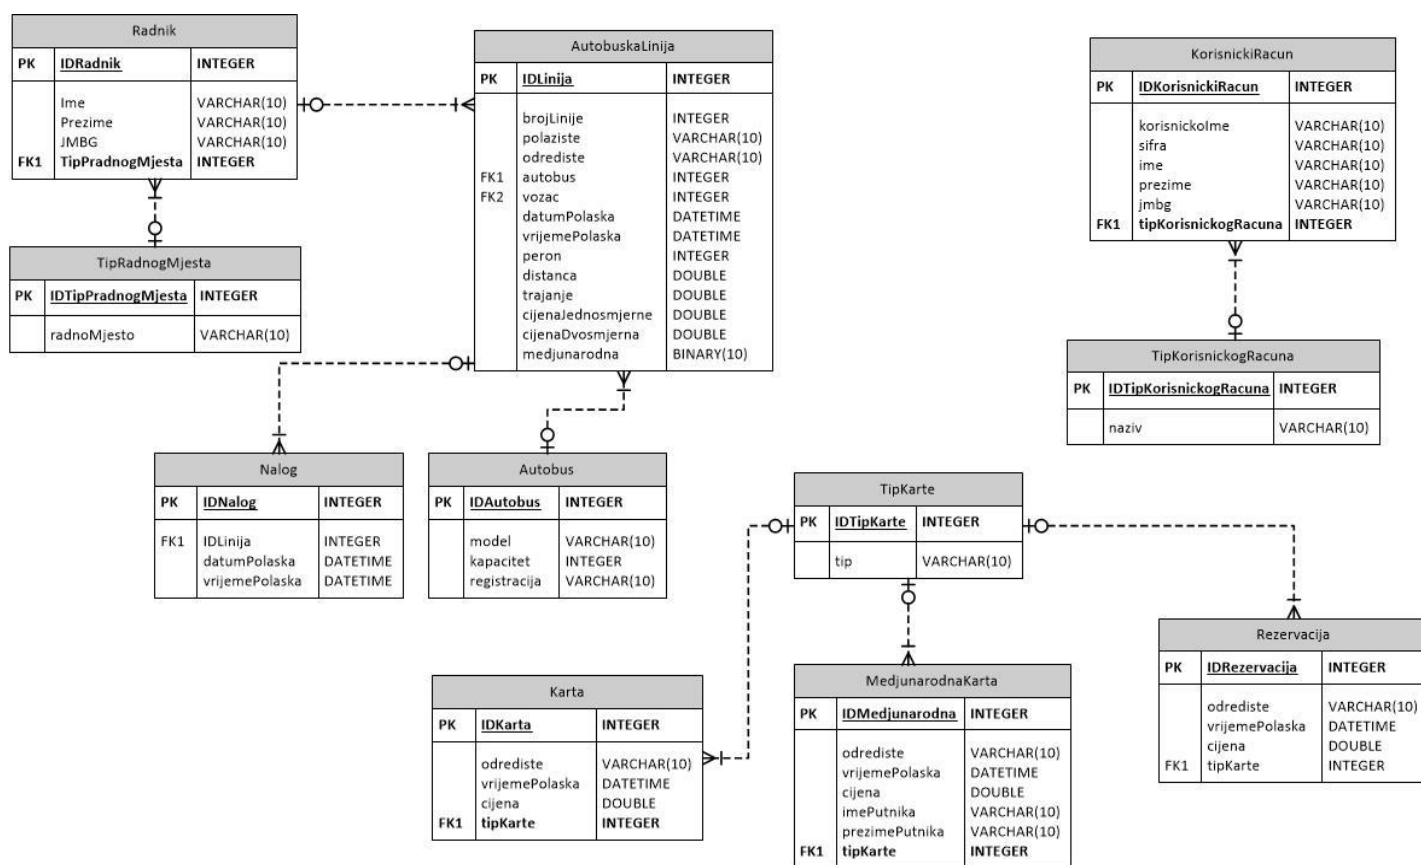 Radnik
PK IDRadnik INTEGER
Ime VARCHAR(10)
Prezime VARCHAR(10)
JMBG VARCHAR(10)
FK1 TipPradnogMjesta INTEGER
TipRadnogMjesta
PK IDTipPradnogMjesta INTEGER
radnoMjesto VARCHAR(10)
AutobuskaLinija
PK IDLinija INTEGER
brojLinije INTEGER
polaziste VARCHAR(10)
odrediste VARCHAR(10)
FK1 autobus INTEGER
FK2 vozac INTEGER
datumPolaska DATETIME
vrijemePolaska DATETIME
peron INTEGER
distanca DOUBLE
trajanje DOUBLE
cijenaJednosmjerne DOUBLE
cijenaDvosmjerna DOUBLE
medjunarodna BINARY(10)
KorisnickiRacun
PK IDKorisnickiRacun INTEGER
korisnickoIme VARCHAR(10)
sifra VARCHAR(10)
ime VARCHAR(10)
prezime VARCHAR(10)
jmbg VARCHAR(10)
FK1 tipKorisnickogRacuna INTEGER
TipKorisnickogRacuna
PK IDTipKorisnickogRacuna INTEGER
naziv VARCHAR(10)
Nalog
PK IDNalog INTEGER
FK1 IDLinija INTEGER
datumPolaska DATETIME
vrijemePolaska DATETIME
Autobus
PK IDAutobus INTEGER
model VARCHAR(10)
kapacitet INTEGER
registracija VARCHAR(10)
TipKarte
PK IDTipKarte INTEGER
tip VARCHAR(10)
Karta
PK IDKarta INTEGER
odrediste VARCHAR(10)
vrijemePolaska DATETIME
cijena DOUBLE
FK1 tipKarte INTEGER
MedjunarodnaKarta
PK IDMedjunarodna INTEGER
odrediste VARCHAR(10)
vrijemePolaska DATETIME
cijena DOUBLE
imePutnika VARCHAR(10)
prezimePutnika VARCHAR(10)
FK1 tipKarte INTEGER
Rezervacija
PK IDRezervacija INTEGER
odrediste VARCHAR(10)
vrijemePolaska DATETIME
cijena DOUBLE
FK1 tipKarte INTEGER